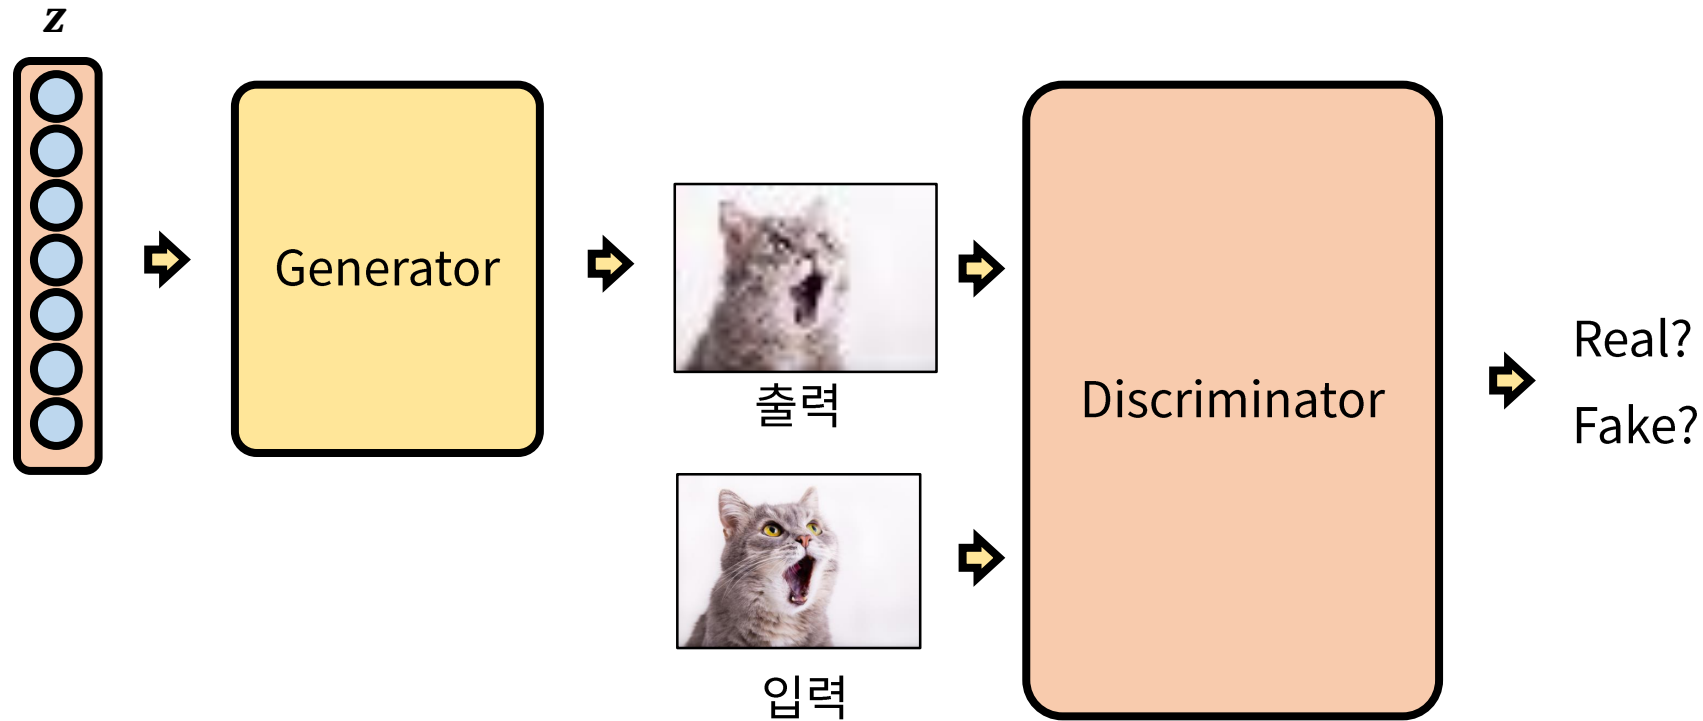 z
Generator
출력
입력
Discriminator
Real?
Fake?